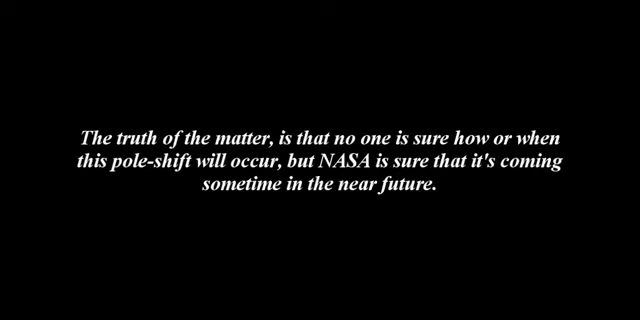 The truth of the matter, is that no one is sure how or when
this pole-shift will occur, but NASA is sure that it's coming
sometime in the near future.